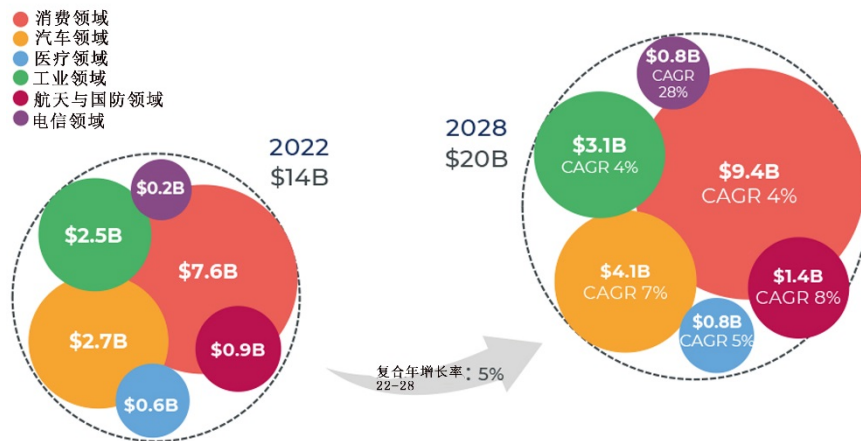 消费领域
汽车领域
医疗领域
工业领域
航天与国防领域
电信领域
2022
$14B
$0.2B
$2.5B
$7.6B
$2.7B
$0.9B
$0.6B
复合年增长率: 5%
22-28
2028
$20B
$0.8B
CAGR
28%
$3.1B
CAGR 4%
$9.4B
CAGR 4%
$4.1B
CAGR 7%
$1.4B
CAGR 8%
$0.8B
CAGR 5%